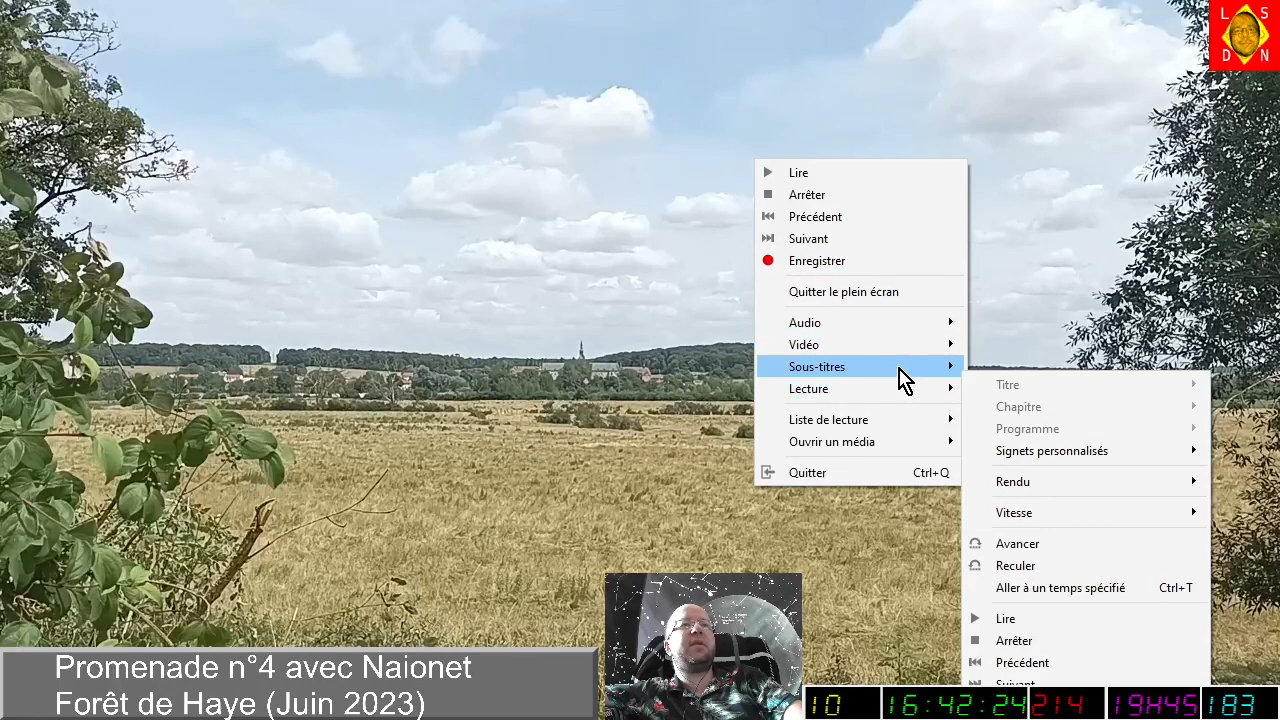 L S
D N
Lire
Arrêter
Précédent
Suivant
Enregistrer
Quitter le plein écran
Audio
Vidéo
Sous-titres
Lecture
Liste de lecture
Ouvrir un média
Quitter Ctrl+Q
Titre
Chapitre
Programme
Signets personnalisés
Rendu
Vitesse
Avancer
Reculer
Aller à un temps spécifié Ctrl+T
Lire
Arrêter
Précédent
Suivant
Promenade n°4 avec Naionet
Forêt de Haye (Juin 2023)
10 16:42:24 214 19H45 183